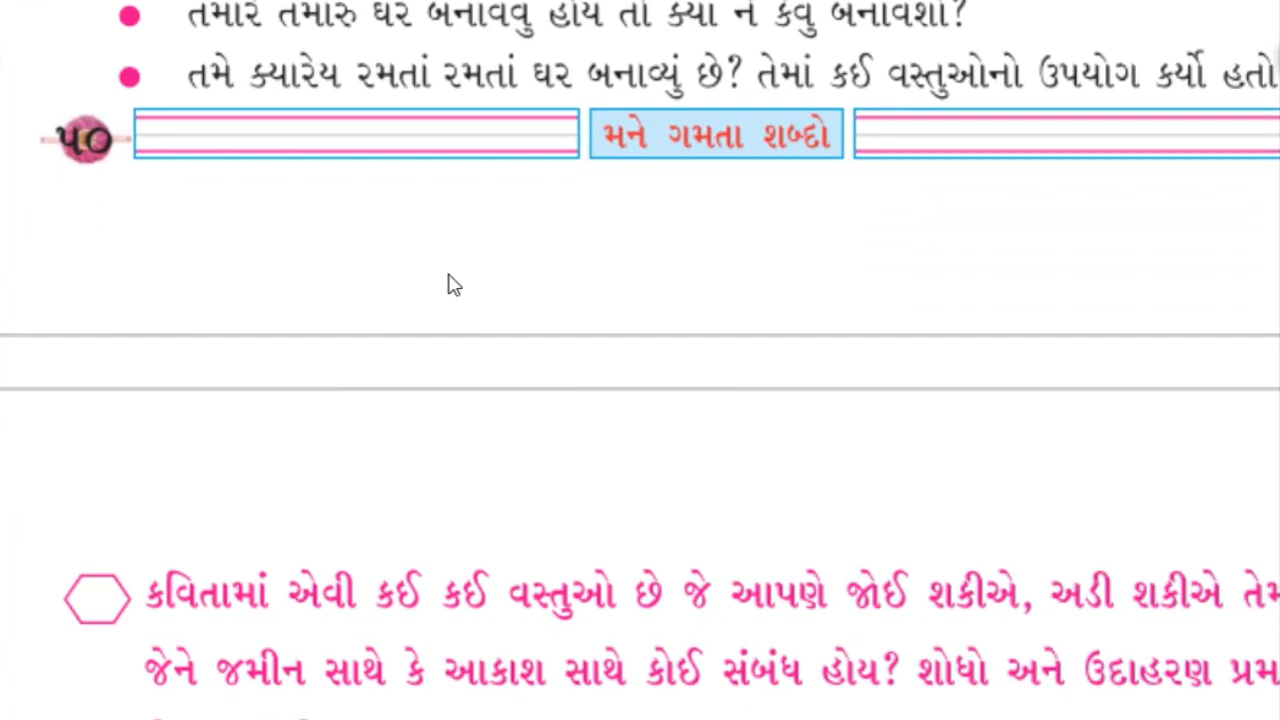 તમારે તમારું ઘર બનાવવું હોય તો ક્યાં ને કેવું બનાવશો?
તમે ક્યારેય રમતાં રમતાં ઘર બનાવ્યું છે? તેમાં કઈ વસ્તુઓનો ઉપયોગ કર્યો હતો
૫૦ મને ગમતા શબ્દો
કવિતામાં એવી કઈ કઈ વસ્તુઓ છે જે આપણે જોઈ શકીએ, અડી શકીએ
જેને જમીન સાથે કે આકાશ સાથે કોઈ સંબંધ હોય? શોધો અને ઉદાહરણ